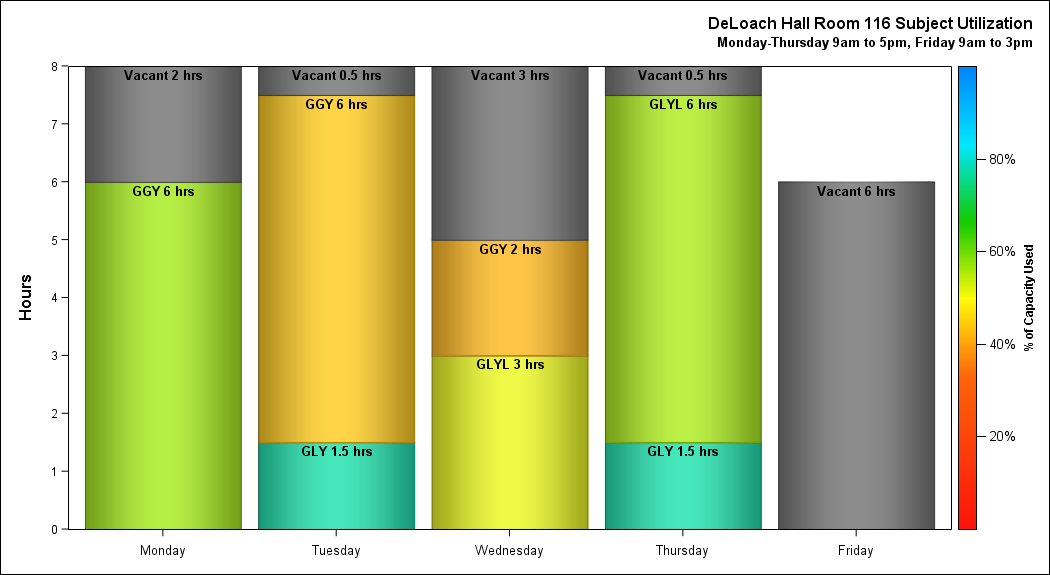 DeLoach Hall Room 116 Subject Utilization
Monday-Thursday 9am to 5pm, Friday 9am to 3pm
Hours
8
7
6
5
4
3
2
1
0
Vacant 2 hrs
GGY 6 hrs
Vacant 0.5 hrs
GGY 6 hrs
GLY 1.5 hrs
Vacant 3 hrs
GGY 2 hrs
GLYL 3 hrs
Vacant 0.5 hrs
GLYL 6 hrs
GLY 1.5 hrs
Vacant 6 hrs
Monday
Tuesday
Wednesday
Thursday
Friday
80%
60%
40%
20%
% of Capacity Used